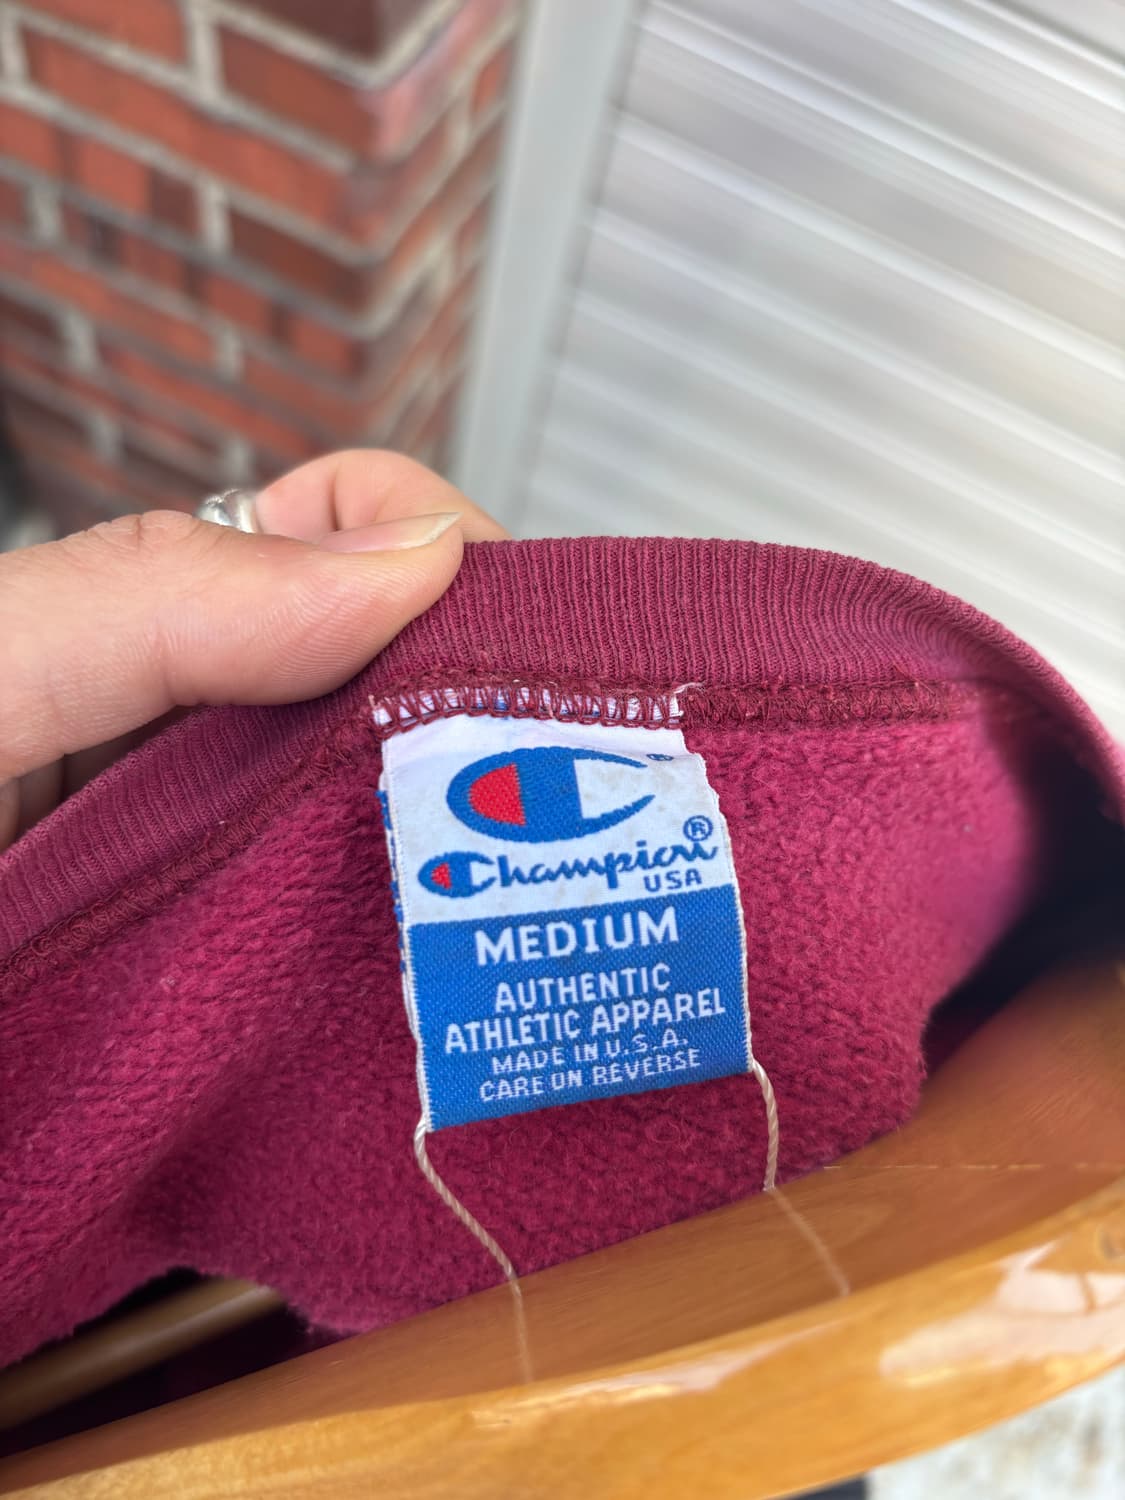 ®
Champion®
USA
MEDIUM
AUTHENTIC
ATHLETIC APPAREL
MADE IN U.S.A.
CARE ON REVERSE